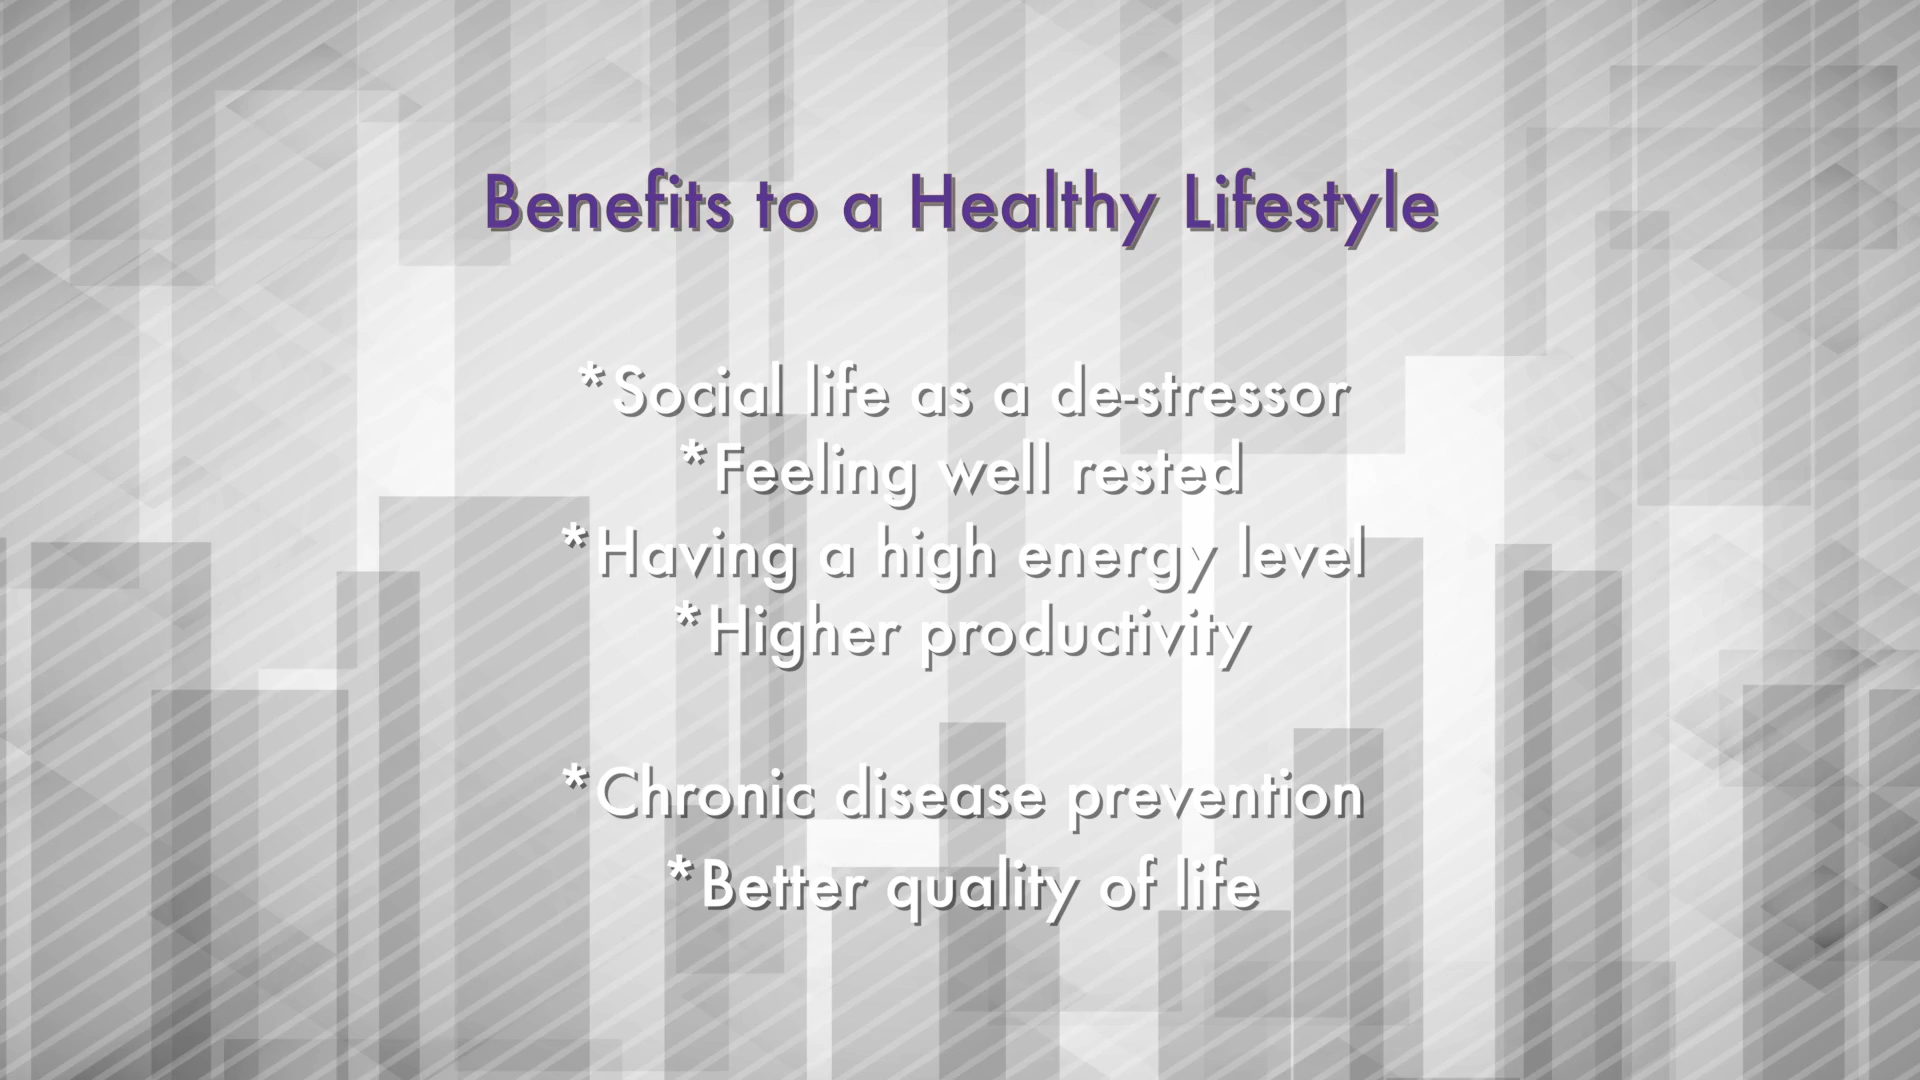 Benefits to a Healthy Lifestyle
*Social life as a de-stressor
*Feeling well rested
*Having a high energy level
*Higher productivity
*Chronic disease prevention
*Better quality of life